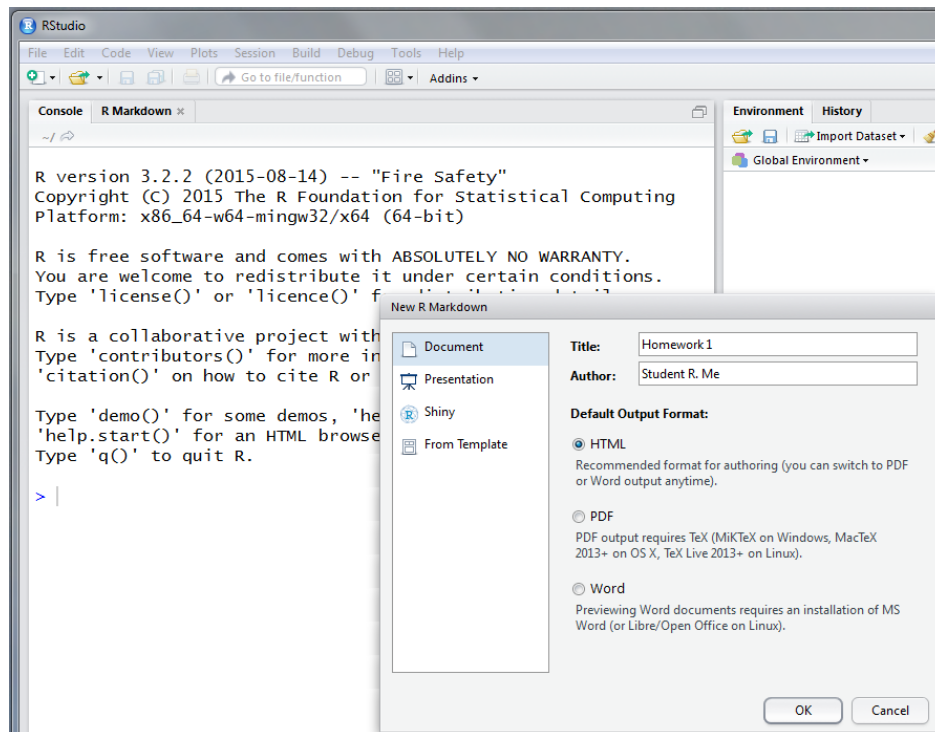 RStudio
File Edit Code View Plots Session Build Debug Tools Help
Go to file/function Addins
Console R Markdown
~/
R version 3.2.2 (2015-08-14) -- "Fire Safety"
Copyright (C) 2015 The R Foundation for Statistical Computing
Platform: x86_64-w64-mingw32/x64 (64-bit)
R is free software and comes with ABSOLUTELY NO WARRANTY.
You are welcome to redistribute it under certain conditions.
Type 'license()' or 'licence()'
R is a collaborative project with
Type 'contributors()' for more in
'citation()' on how to cite R or
Type 'demo()' for some demos, 'he
'help.start()' for an HTML browse
Type 'q()' to quit R.
>
Environment History
Import Dataset
Global Environment
New R Markdown
Document
Presentation
Shiny
From Template
Title: Homework 1
Author: Student R. Me
Default Output Format:
HTML
Recommended format for authoring (you can switch to PDF
or Word output anytime).
PDF
PDF output requires TeX (MiKTeX on Windows, MacTeX
2013+ on OS X, TeX Live 2013+ on Linux).
Word
Previewing Word documents requires an installation of MS
Word (or Libre/Open Office on Linux).
OK Cancel